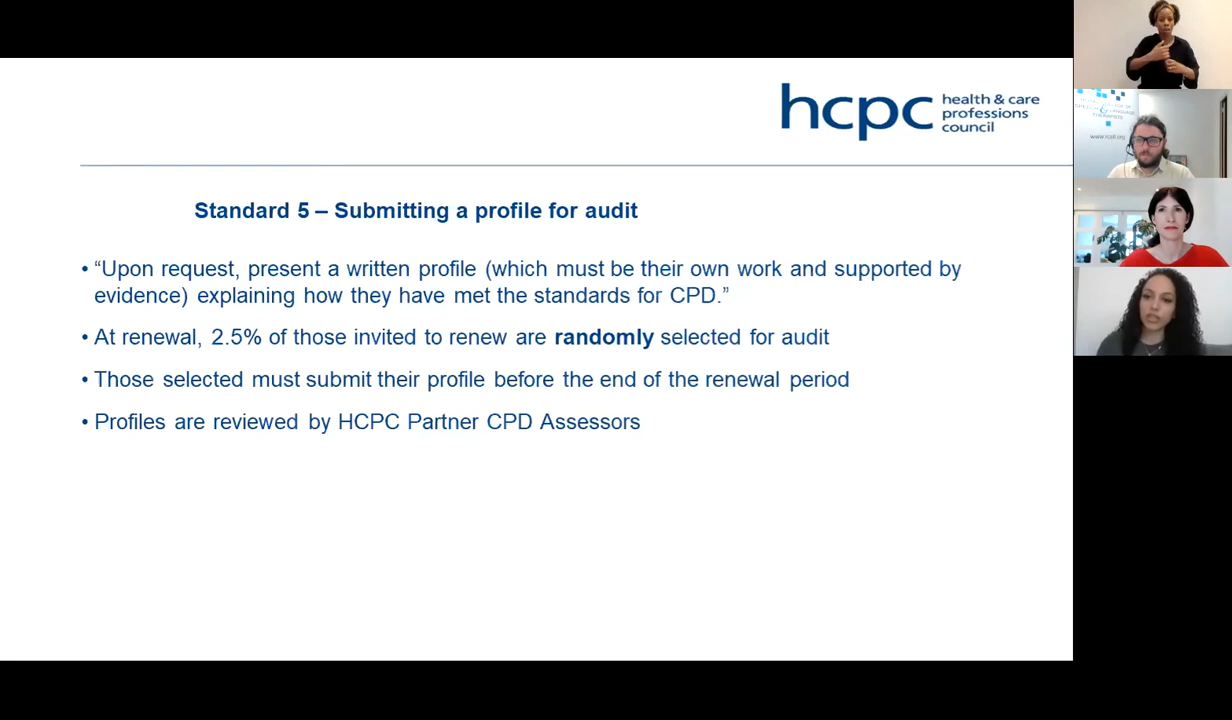 hcpc health & care
professions
council
Standard 5 – Submitting a profile for audit
• “Upon request, present a written profile (which must be their own work and supported by
evidence) explaining how they have met the standards for CPD.”
• At renewal, 2.5% of those invited to renew are randomly selected for audit
• Those selected must submit their profile before the end of the renewal period
• Profiles are reviewed by HCPC Partner CPD Assessors
SPEECH & LANGUAGE
THERAPISTS